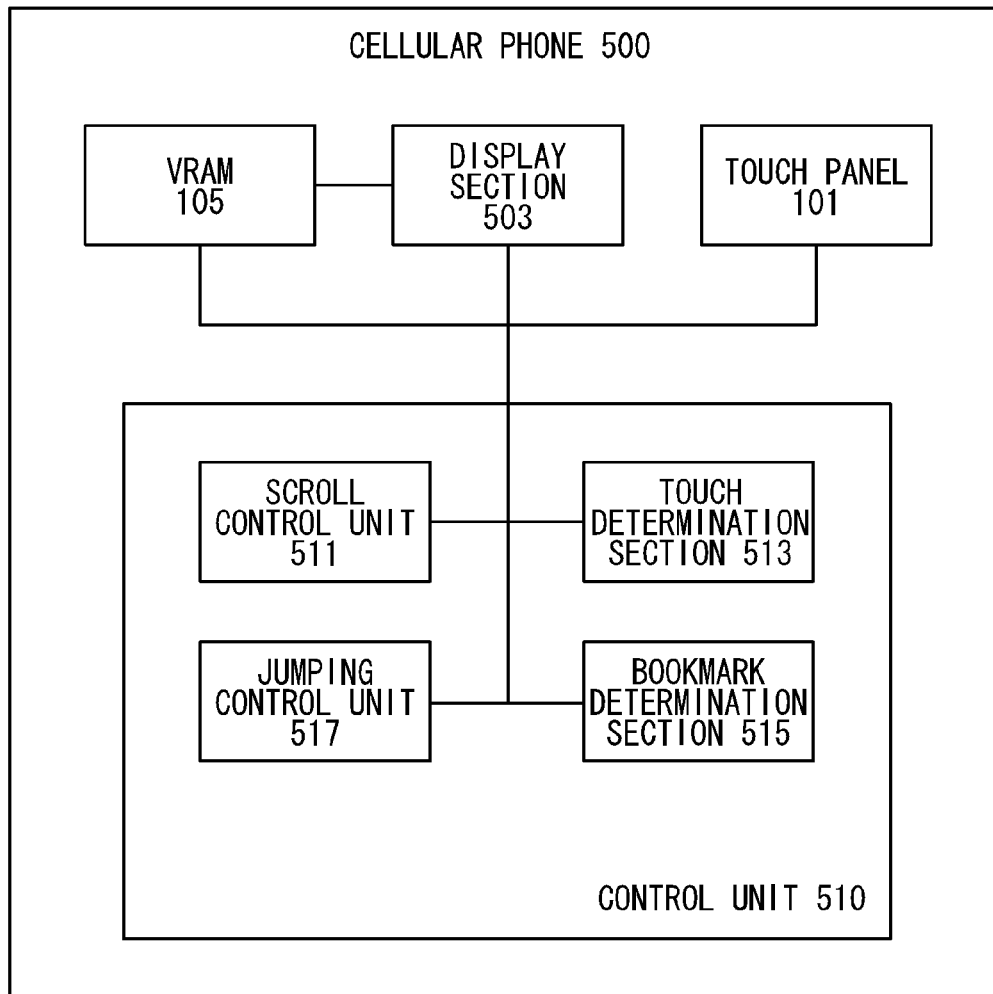 CELLULAR PHONE 500
VRAM
105
DISPLAY
SECTION
503
TOUCH PANEL
101
SCROLL
CONTROL UNIT
511
TOUCH
DETERMINATION
SECTION 513
JUMPING
CONTROL UNIT
517
BOOKMARK
DETERMINATION
SECTION 515
CONTROL UNIT 510